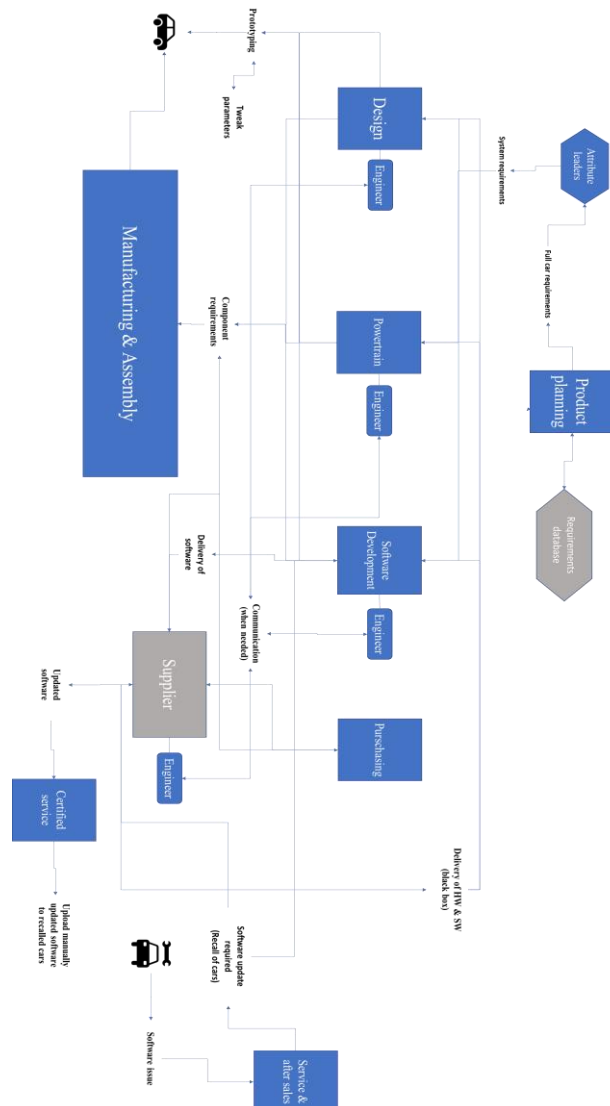 Product
planning
Requirements
database
Full car requirements
Attribute
leaders
System requirements
Delivery of HW & SW
(black box)
Design
Powertrain
Software
Development
Purschasing
Engineer
Engineer
Engineer
Service &
after sales
Software update
required
(Recall of cars)
Communication
(when needed)
Prototyping
Tweak
parameters
Component
requirements
Delivery of
software
Supplier
Engineer
Software issue
Manufacturing & Assembly
Updated
software
Certified
service
Upload manually
updated software
to recalled cars